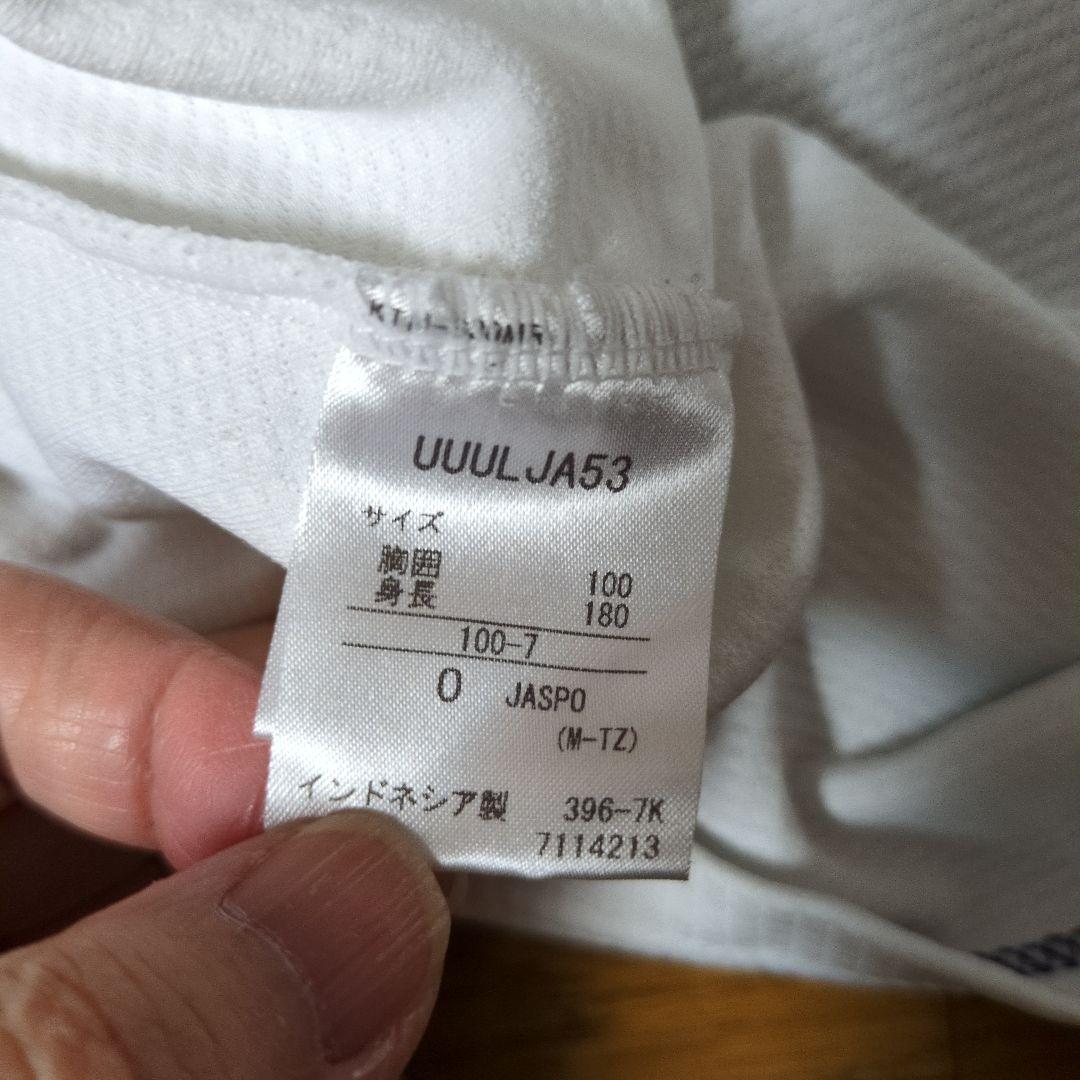 UUULJA53
サイズ
胸囲 100
身長 180
100-7
O JASPO
(M-TZ)
インドネシア製 396-7K
7114213